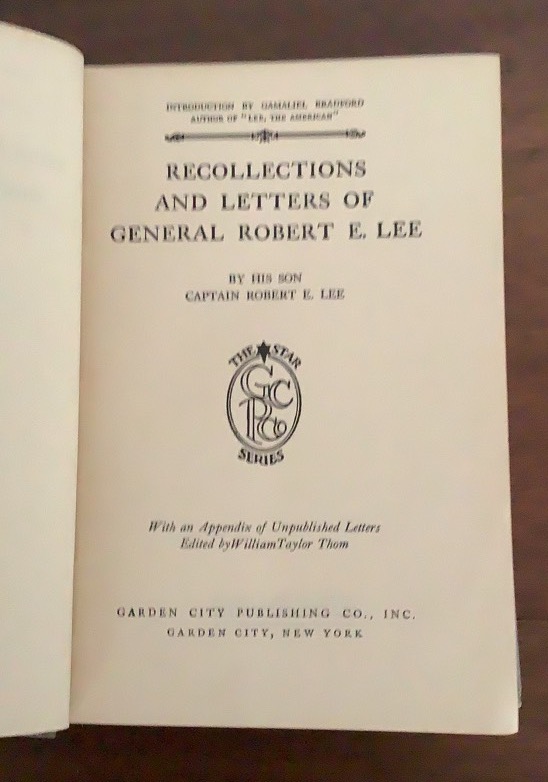 INTRODUCTION BY GAMALIEL BRADFORD
AUTHOR OF "LEE, THE AMERICAN"
RECOLLECTIONS
AND LETTERS OF
GENERAL ROBERT E. LEE
BY HIS SON
CAPTAIN ROBERT E. LEE
THE STAR
GC
PCo
SERIES
With an Appendix of Unpublished Letters
Edited by William Taylor Thom
GARDEN CITY PUBLISHING CO., INC.
GARDEN CITY, NEW YORK